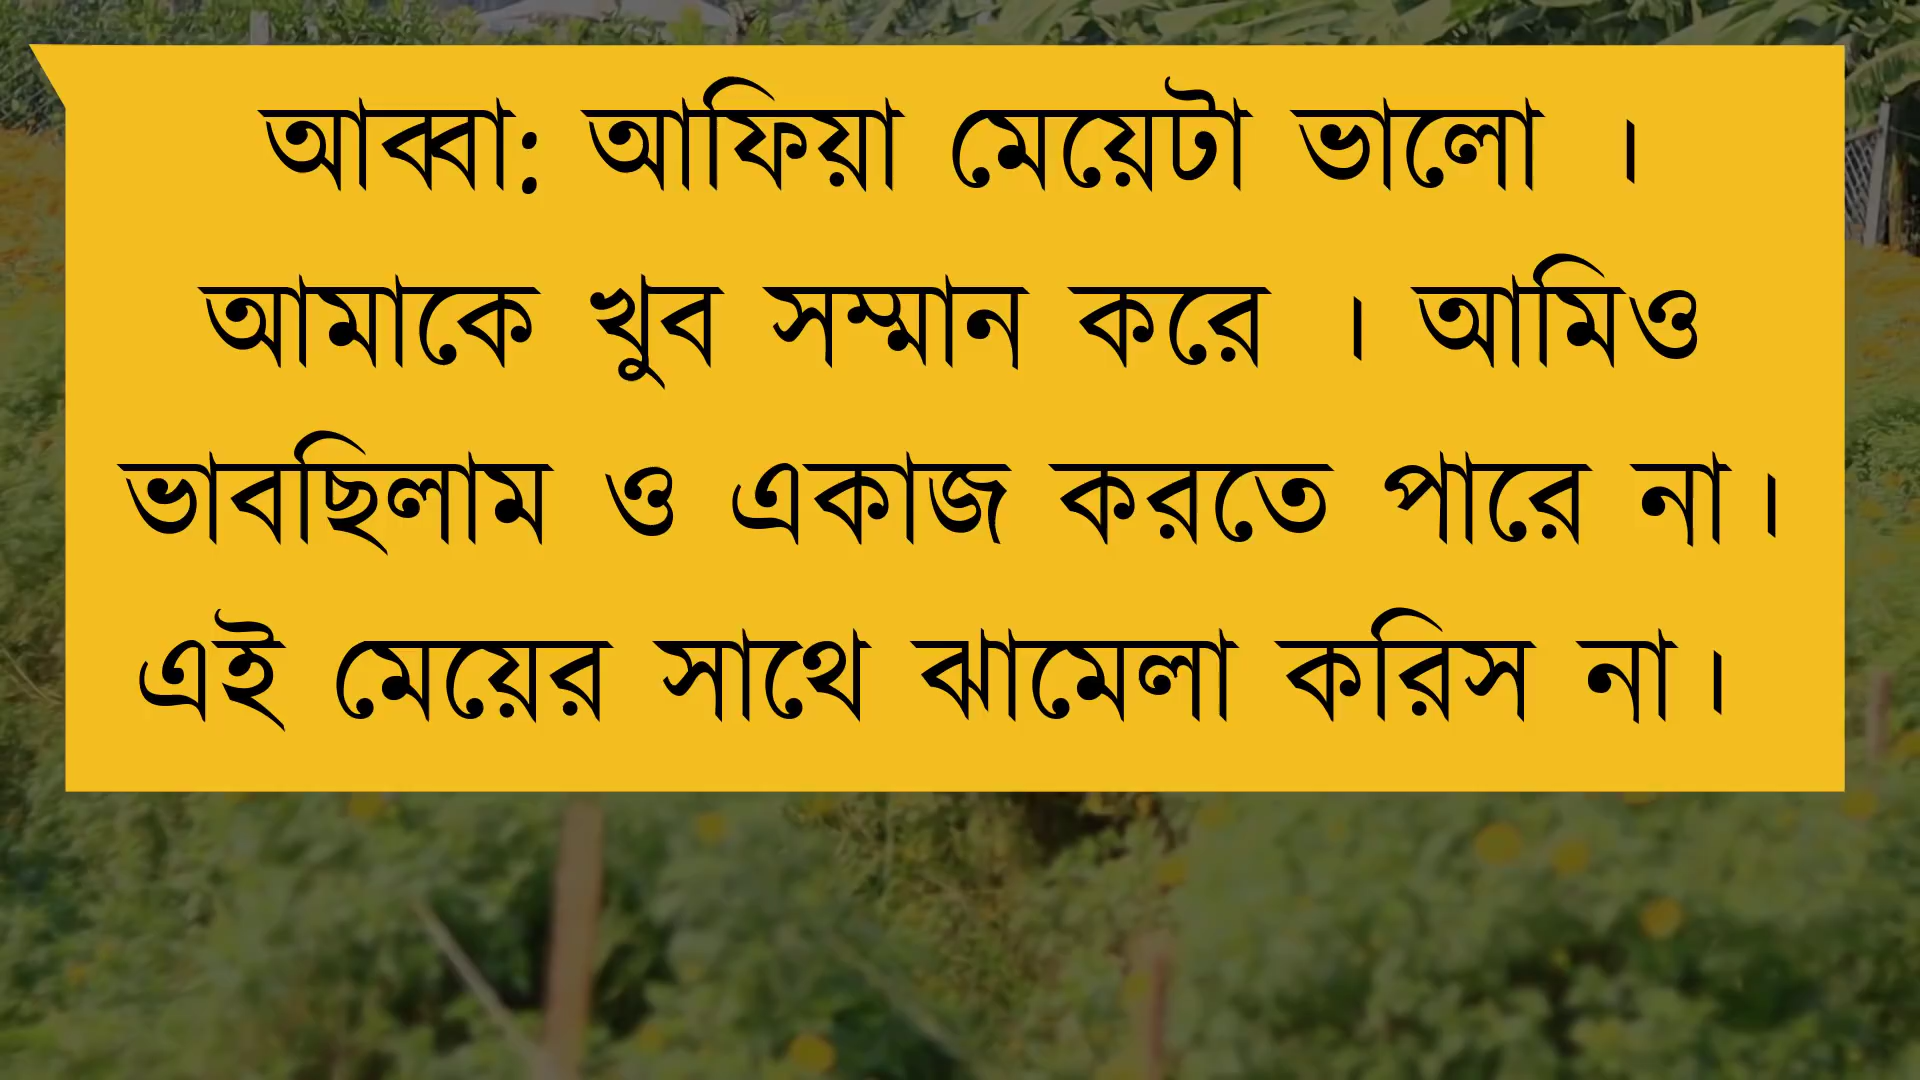 আব্বা: আফিয়া মেয়েটা ভালো ।
আমাকে খুব সম্মান করে । আমিও
ভাবছিলাম ও একাজ করতে পারে না।
এই মেয়ের সাথে ঝামেলা করিস না।